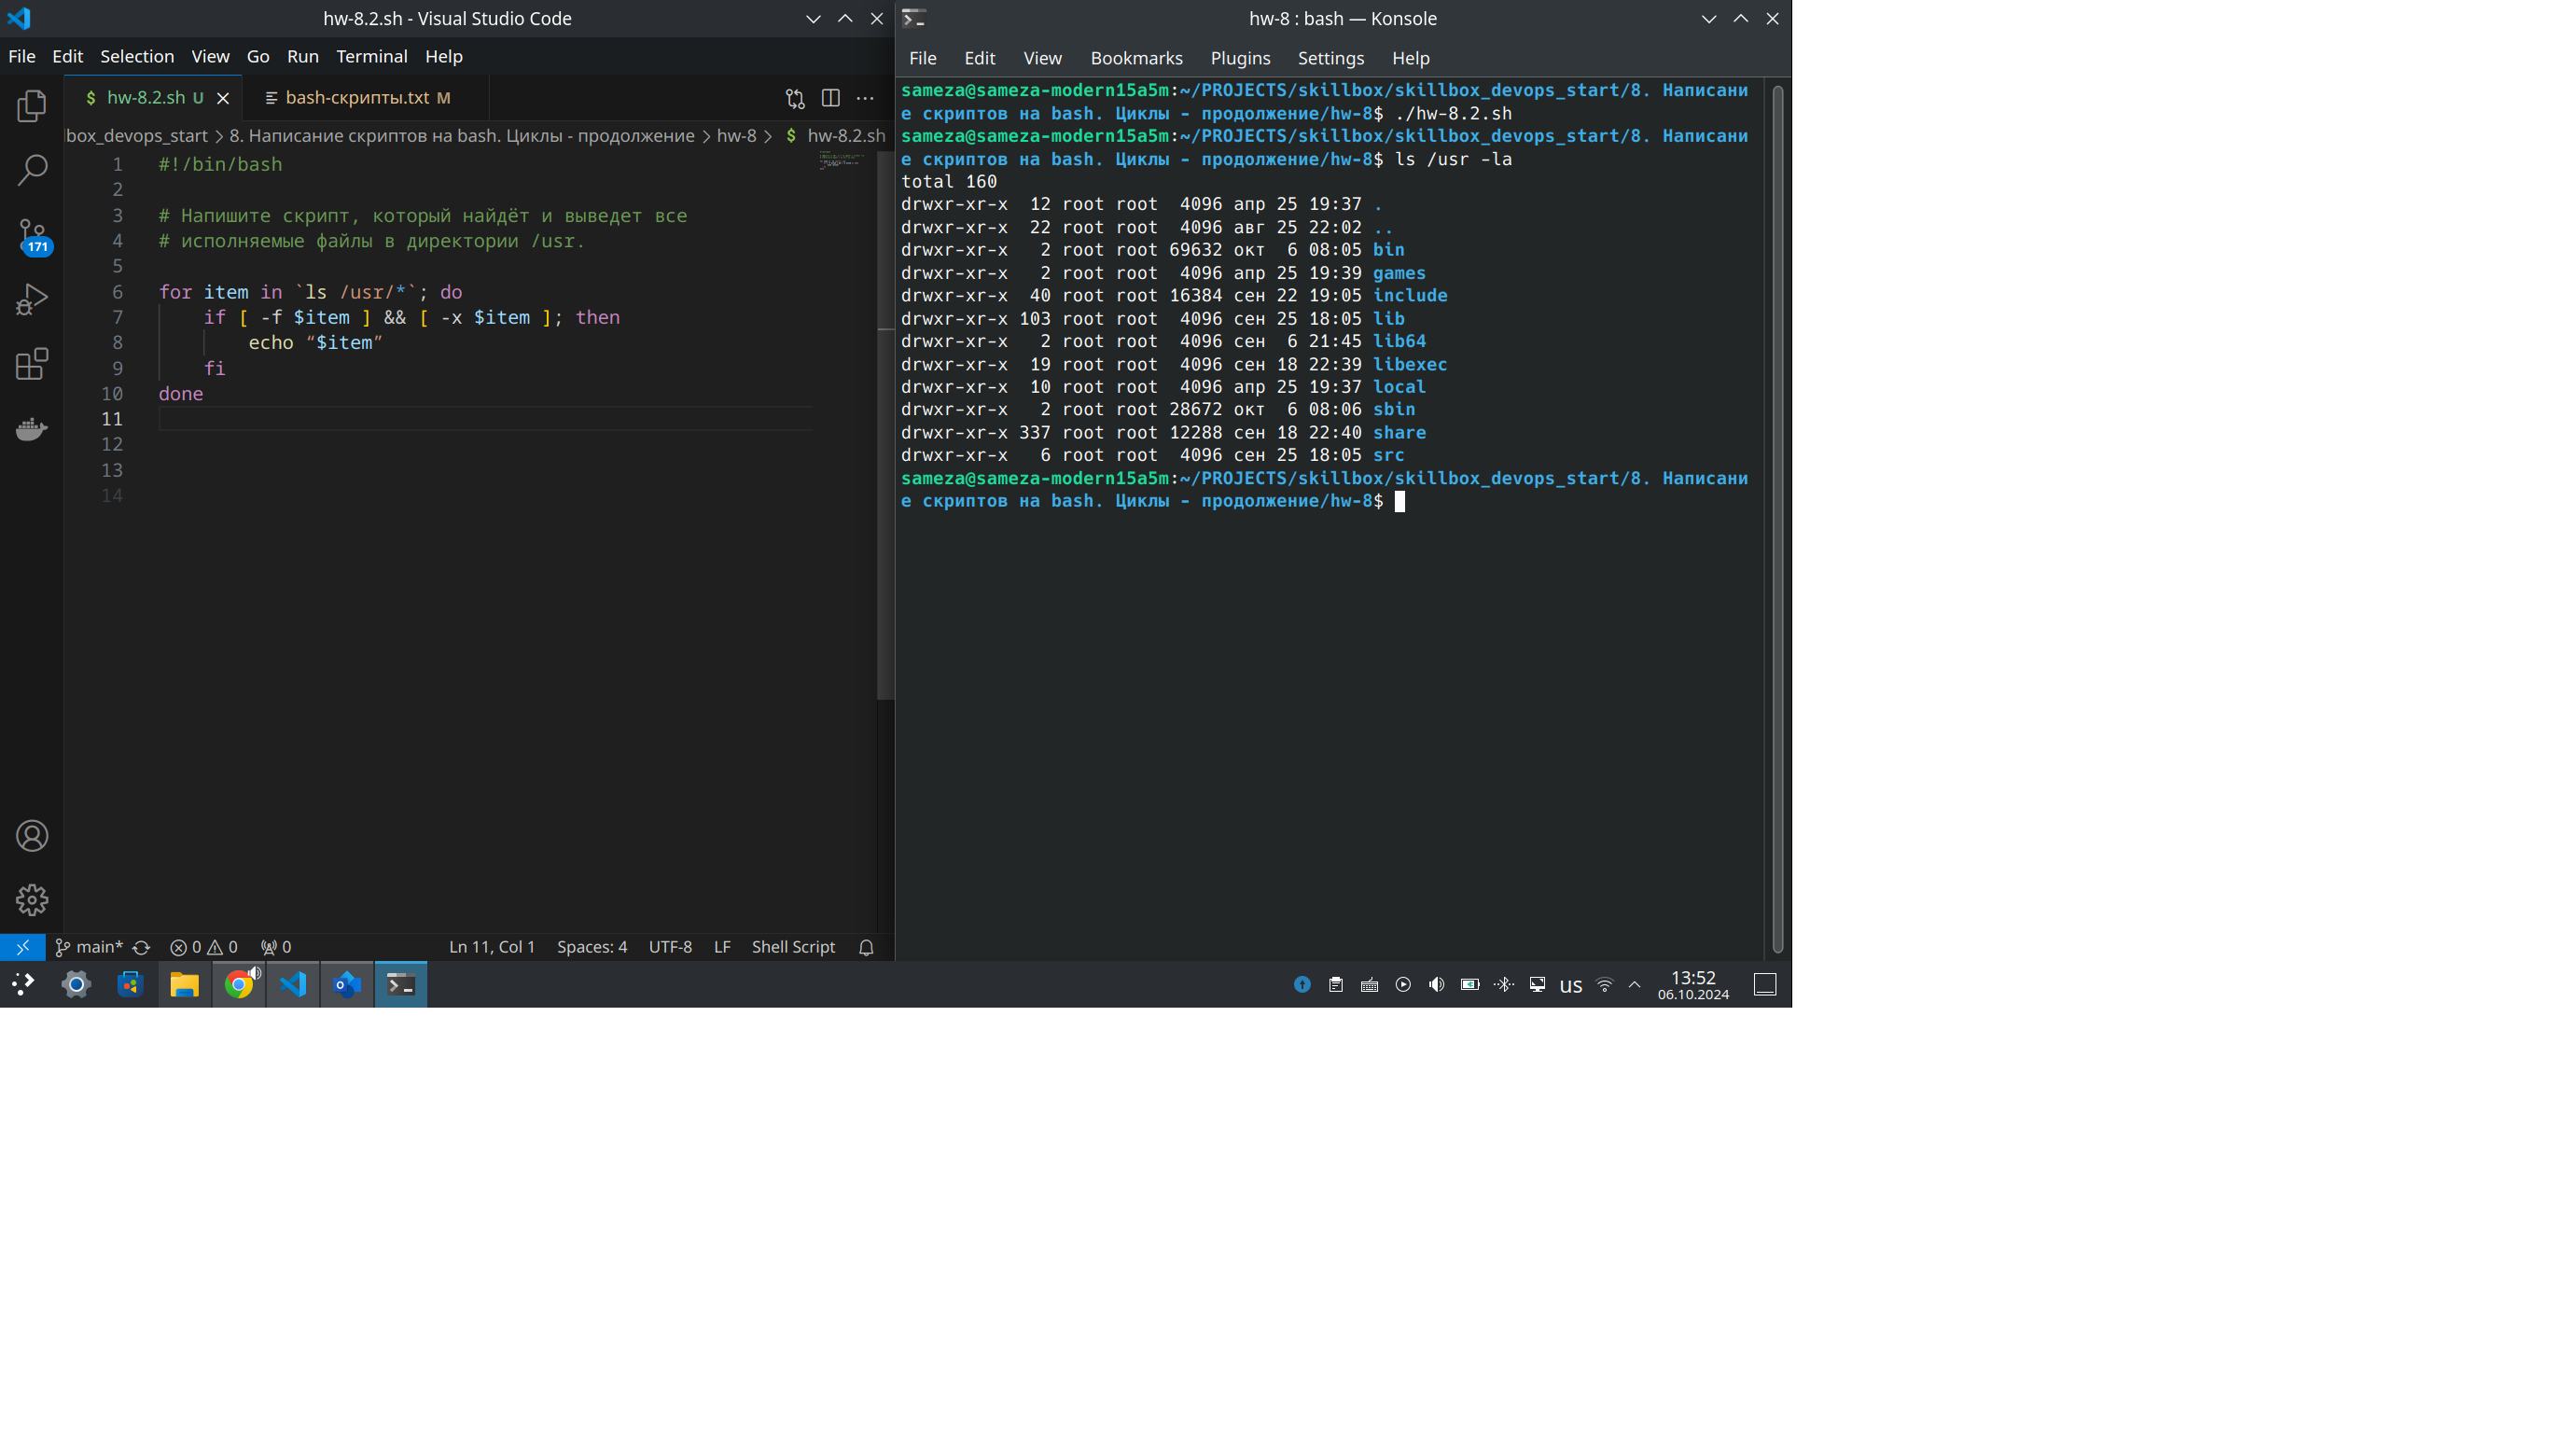 hw-8.2.sh - Visual Studio Code
File Edit Selection View Go Run Terminal Help
$ hw-8.2.sh U bash-скрипты.txt M
lbox_devops_start > 8. Написание скриптов на bash. Циклы - продолжение > hw-8 > $ hw-8.2.sh
1 #!/bin/bash
2
3 # Напишите скрипт, который найдёт и выведет все
4 # исполняемые файлы в директории /usr.
5
6 for item in `ls /usr/*`; do
7 if [ -f $item ] && [ -x $item ]; then
8 echo “$item”
9 fi
10 done
11
12
13
14
171
main* 0 0 0 Ln 11, Col 1 Spaces: 4 UTF-8 LF Shell Script
hw-8 : bash — Konsole
File Edit View Bookmarks Plugins Settings Help
sameza@sameza-modern15a5m:~/PROJECTS/skillbox/skillbox_devops_start/8. Написани
е скриптов на bash. Циклы - продолжение/hw-8$ ./hw-8.2.sh
sameza@sameza-modern15a5m:~/PROJECTS/skillbox/skillbox_devops_start/8. Написани
е скриптов на bash. Циклы - продолжение/hw-8$ ls /usr -la
total 160
drwxr-xr-x 12 root root 4096 апр 25 19:37 .
drwxr-xr-x 22 root root 4096 авг 25 22:02 ..
drwxr-xr-x 2 root root 69632 окт 6 08:05 bin
drwxr-xr-x 2 root root 4096 апр 25 19:39 games
drwxr-xr-x 40 root root 16384 сен 22 19:05 include
drwxr-xr-x 103 root root 4096 сен 25 18:05 lib
drwxr-xr-x 2 root root 4096 сен 6 21:45 lib64
drwxr-xr-x 19 root root 4096 сен 18 22:39 libexec
drwxr-xr-x 10 root root 4096 апр 25 19:37 local
drwxr-xr-x 2 root root 28672 окт 6 08:06 sbin
drwxr-xr-x 337 root root 12288 сен 18 22:40 share
drwxr-xr-x 6 root root 4096 сен 25 18:05 src
sameza@sameza-modern15a5m:~/PROJECTS/skillbox/skillbox_devops_start/8. Написани
е скриптов на bash. Циклы - продолжение/hw-8$
us
13:52
06.10.2024